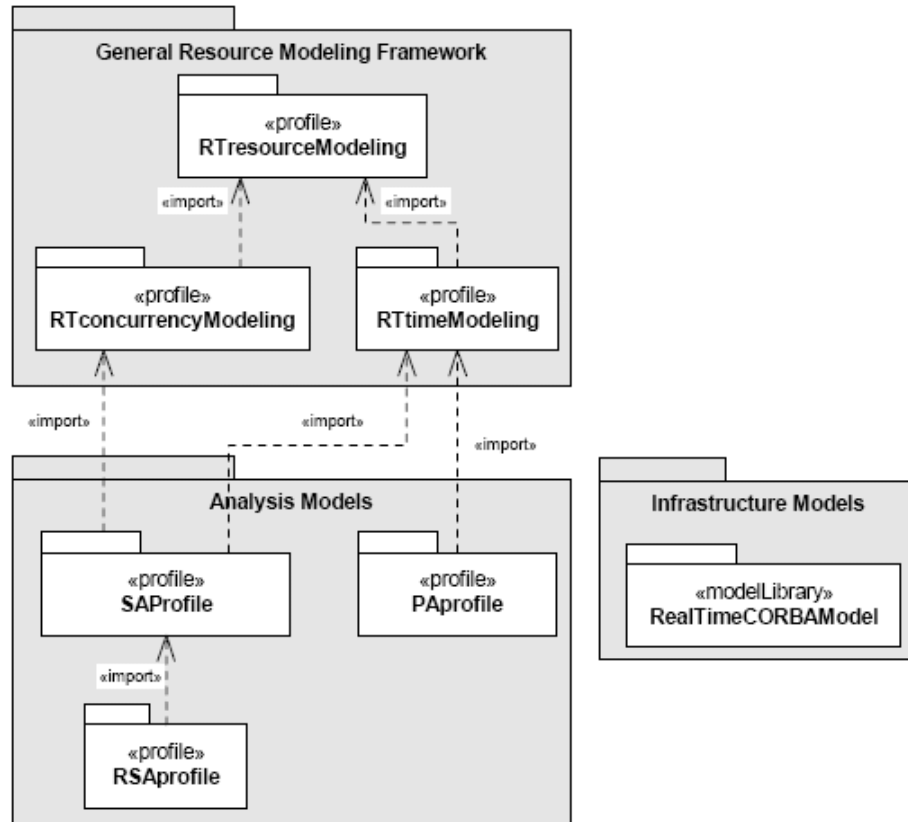 General Resource Modeling Framework
«profile»
RTresourceModeling
«import»
«import»
«profile»
RTconcurrencyModeling
«profile»
RTtimeModeling
«import»
«import»
«import»
Analysis Models
«profile»
SAProfile
«profile»
PAprofile
«import»
«profile»
RSAprofile
Infrastructure Models
«modelLibrary»
RealTimeCORBAModel